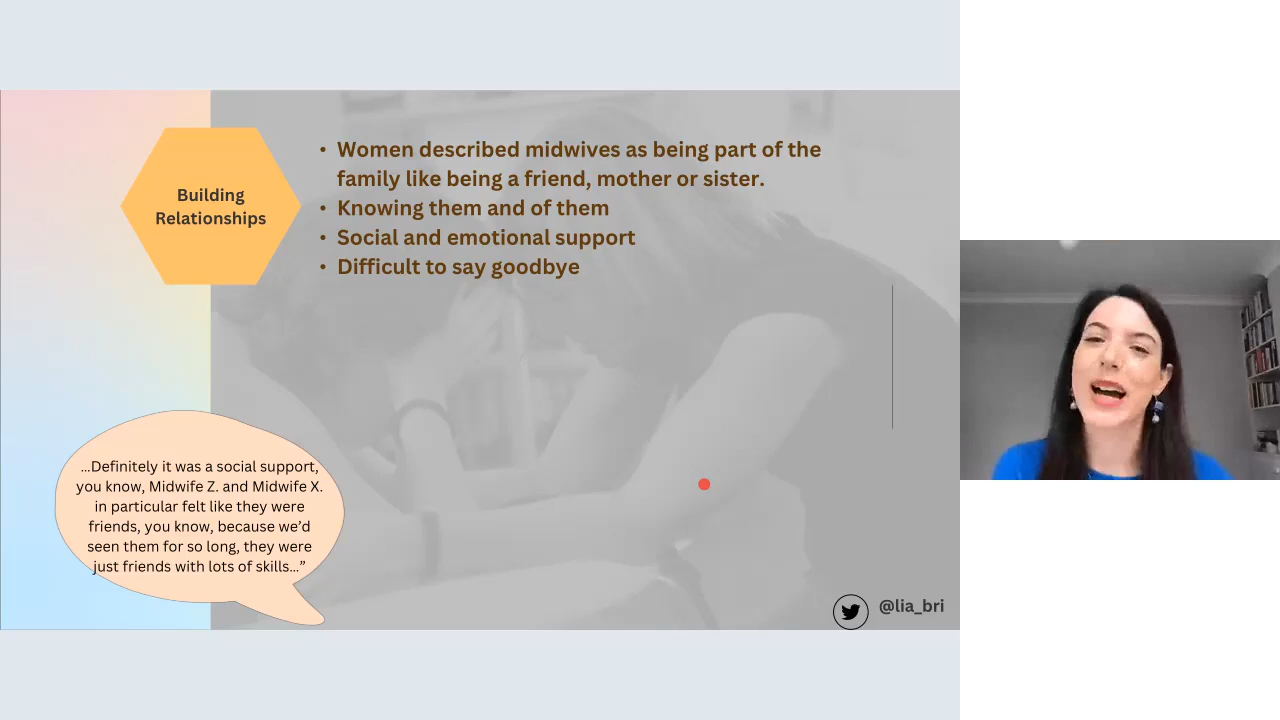 Building
Relationships
• Women described midwives as being part of the
family like being a friend, mother or sister.
• Knowing them and of them
• Social and emotional support
• Difficult to say goodbye
...Definitely it was a social support,
you know, Midwife Z. and Midwife X.
in particular felt like they were
friends, you know, because we’d
seen them for so long, they were
just friends with lots of skills...”
@lia_bri